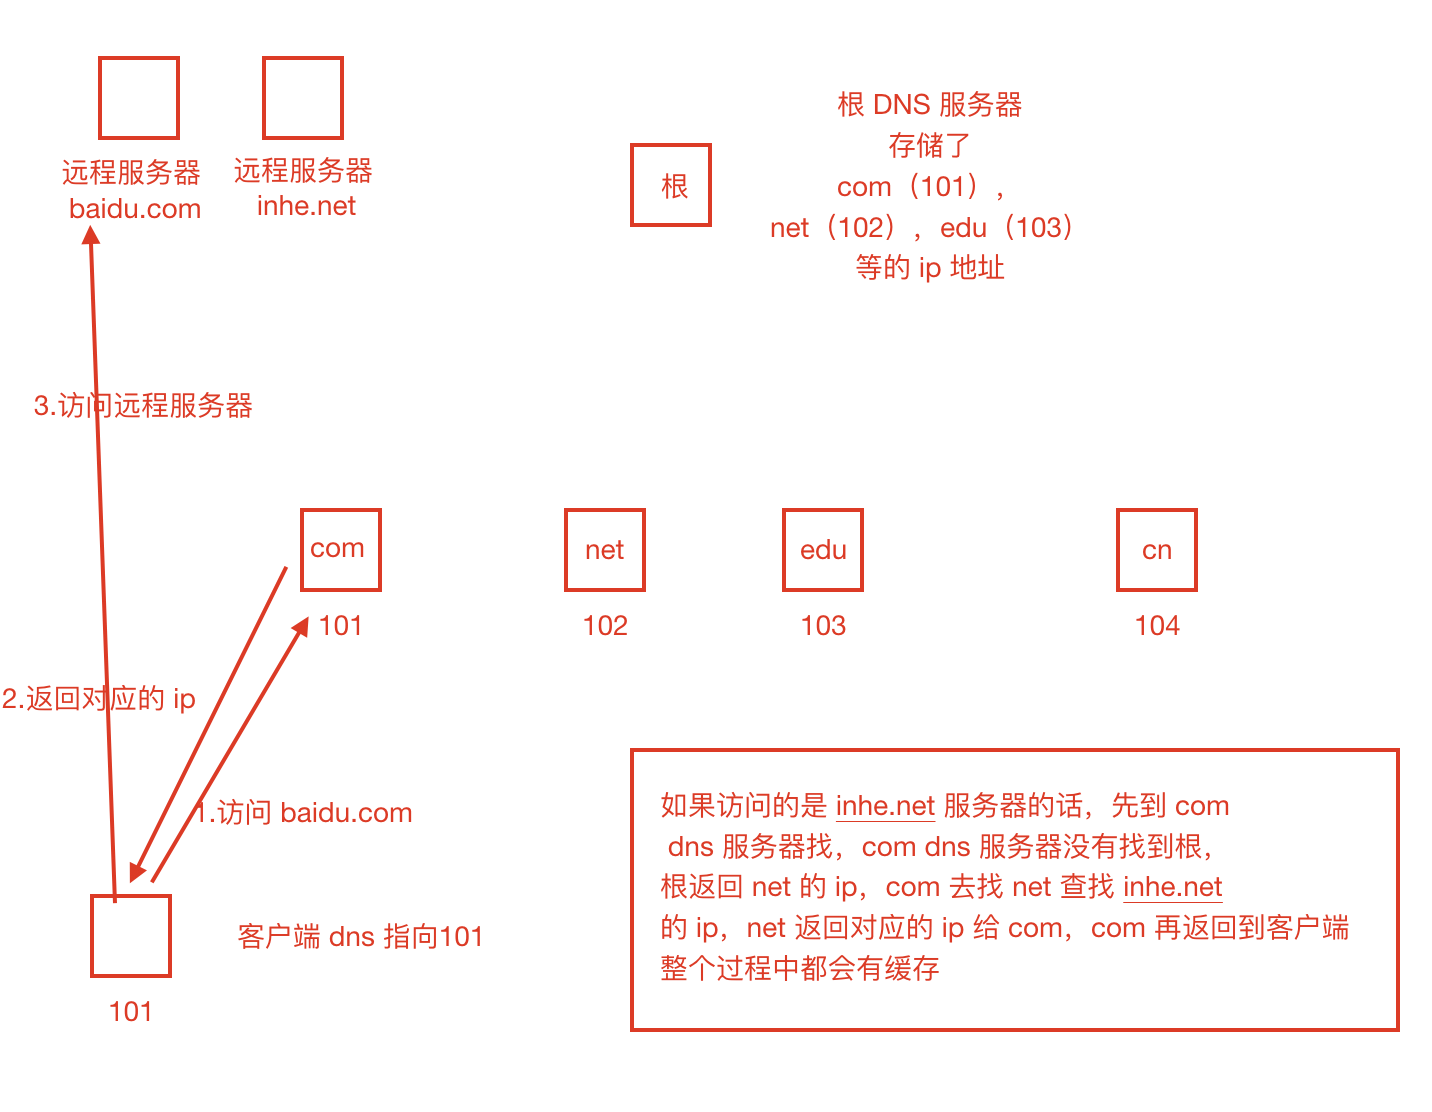 远程服务器
baidu.com
远程服务器
inhe.net
根
根 DNS 服务器
存储了
com（101），
net（102），edu（103）
等的 ip 地址
3.访问远程服务器
com
101
net
102
edu
103
cn
104
2.返回对应的 ip
1.访问 baidu.com
客户端 dns 指向101
101
如果访问的是 inhe.net 服务器的话，先到 com
dns 服务器找，com dns 服务器没有找到根，
根返回 net 的 ip，com 去找 net 查找 inhe.net
的 ip，net 返回对应的 ip 给 com，com 再返回到客户端
整个过程中都会有缓存